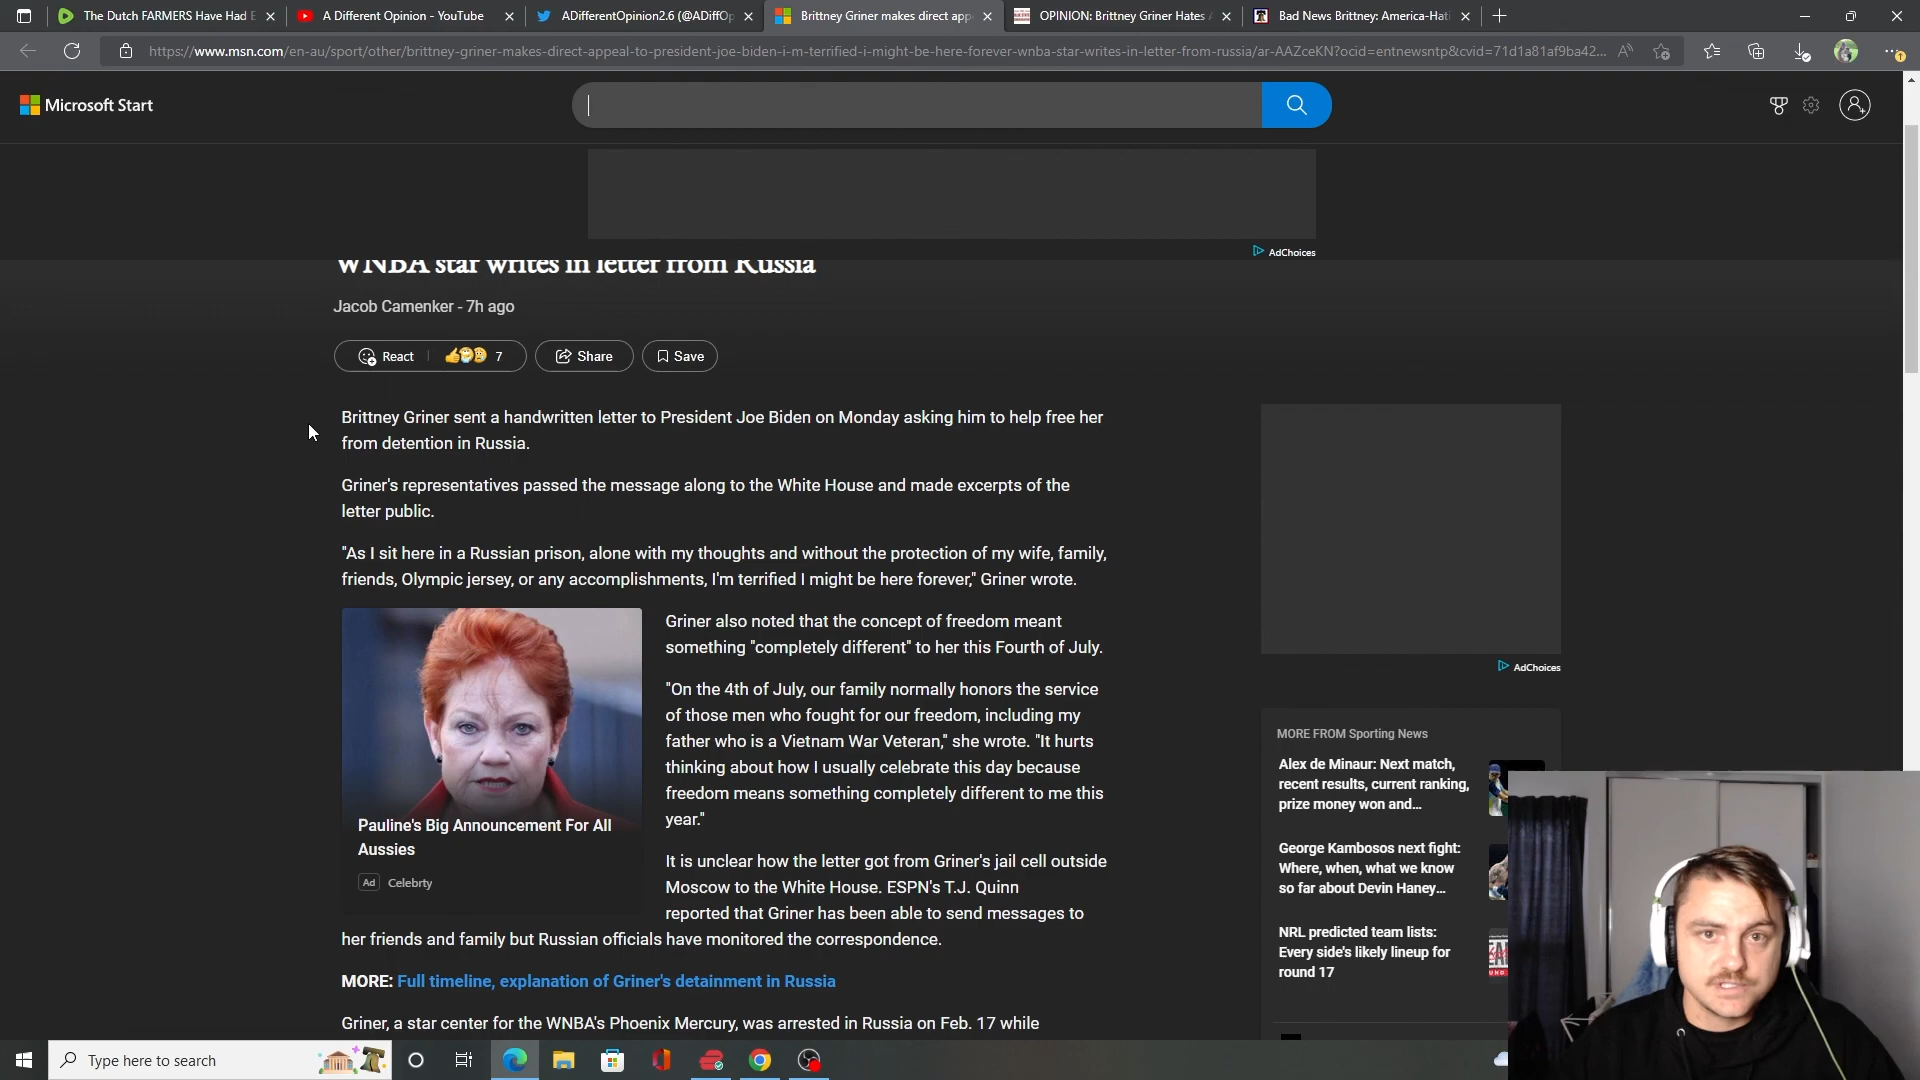 The Dutch FARMERS Have Had E
A Different Opinion - YouTube
ADifferentOpinion2.6 (@ADiffOp
Brittney Griner makes direct app
OPINION: Brittney Griner Hates A
Bad News Brittney: America-Hati
https://www.msn.com/en-au/sport/other/brittney-griner-makes-direct-appeal-to-president-joe-biden-i-m-terrified-i-might-be-here-forever-wnba-star-writes-in-letter-from-russia/ar-AAZceKN?ocid=entnewsntp&cvid=71d1a81af9ba42...
Microsoft Start
AdChoices
WNBA star writes in letter from Russia
Jacob Camenker - 7h ago
React 7 Share Save
Brittney Griner sent a handwritten letter to President Joe Biden on Monday asking him to help free her
from detention in Russia.
Griner's representatives passed the message along to the White House and made excerpts of the
letter public.
"As I sit here in a Russian prison, alone with my thoughts and without the protection of my wife, family,
friends, Olympic jersey, or any accomplishments, I'm terrified I might be here forever," Griner wrote.
Griner also noted that the concept of freedom meant
something "completely different" to her this Fourth of July.
"On the 4th of July, our family normally honors the service
of those men who fought for our freedom, including my
father who is a Vietnam War Veteran," she wrote. "It hurts
thinking about how I usually celebrate this day because
freedom means something completely different to me this
year."
Pauline's Big Announcement For All
Aussies
Ad Celebrty
It is unclear how the letter got from Griner's jail cell outside
Moscow to the White House. ESPN's T.J. Quinn
reported that Griner has been able to send messages to
her friends and family but Russian officials have monitored the correspondence.
MORE: Full timeline, explanation of Griner's detainment in Russia
Griner, a star center for the WNBA's Phoenix Mercury, was arrested in Russia on Feb. 17 while
AdChoices
MORE FROM Sporting News
Alex de Minaur: Next match,
recent results, current ranking,
prize money won and...
George Kambosos next fight:
Where, when, what we know
so far about Devin Haney...
NRL predicted team lists:
Every side's likely lineup for
round 17
Type here to search